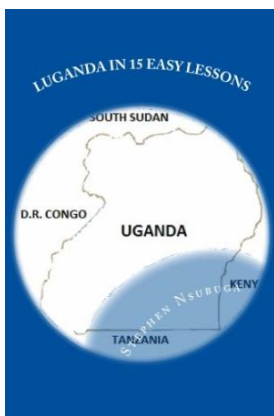 LUGANDA IN 15 EASY LESSONS
SOUTH SUDAN
D.R. CONGO
UGANDA
KENY
STEPHEN NSUBUGA
TANZANIA